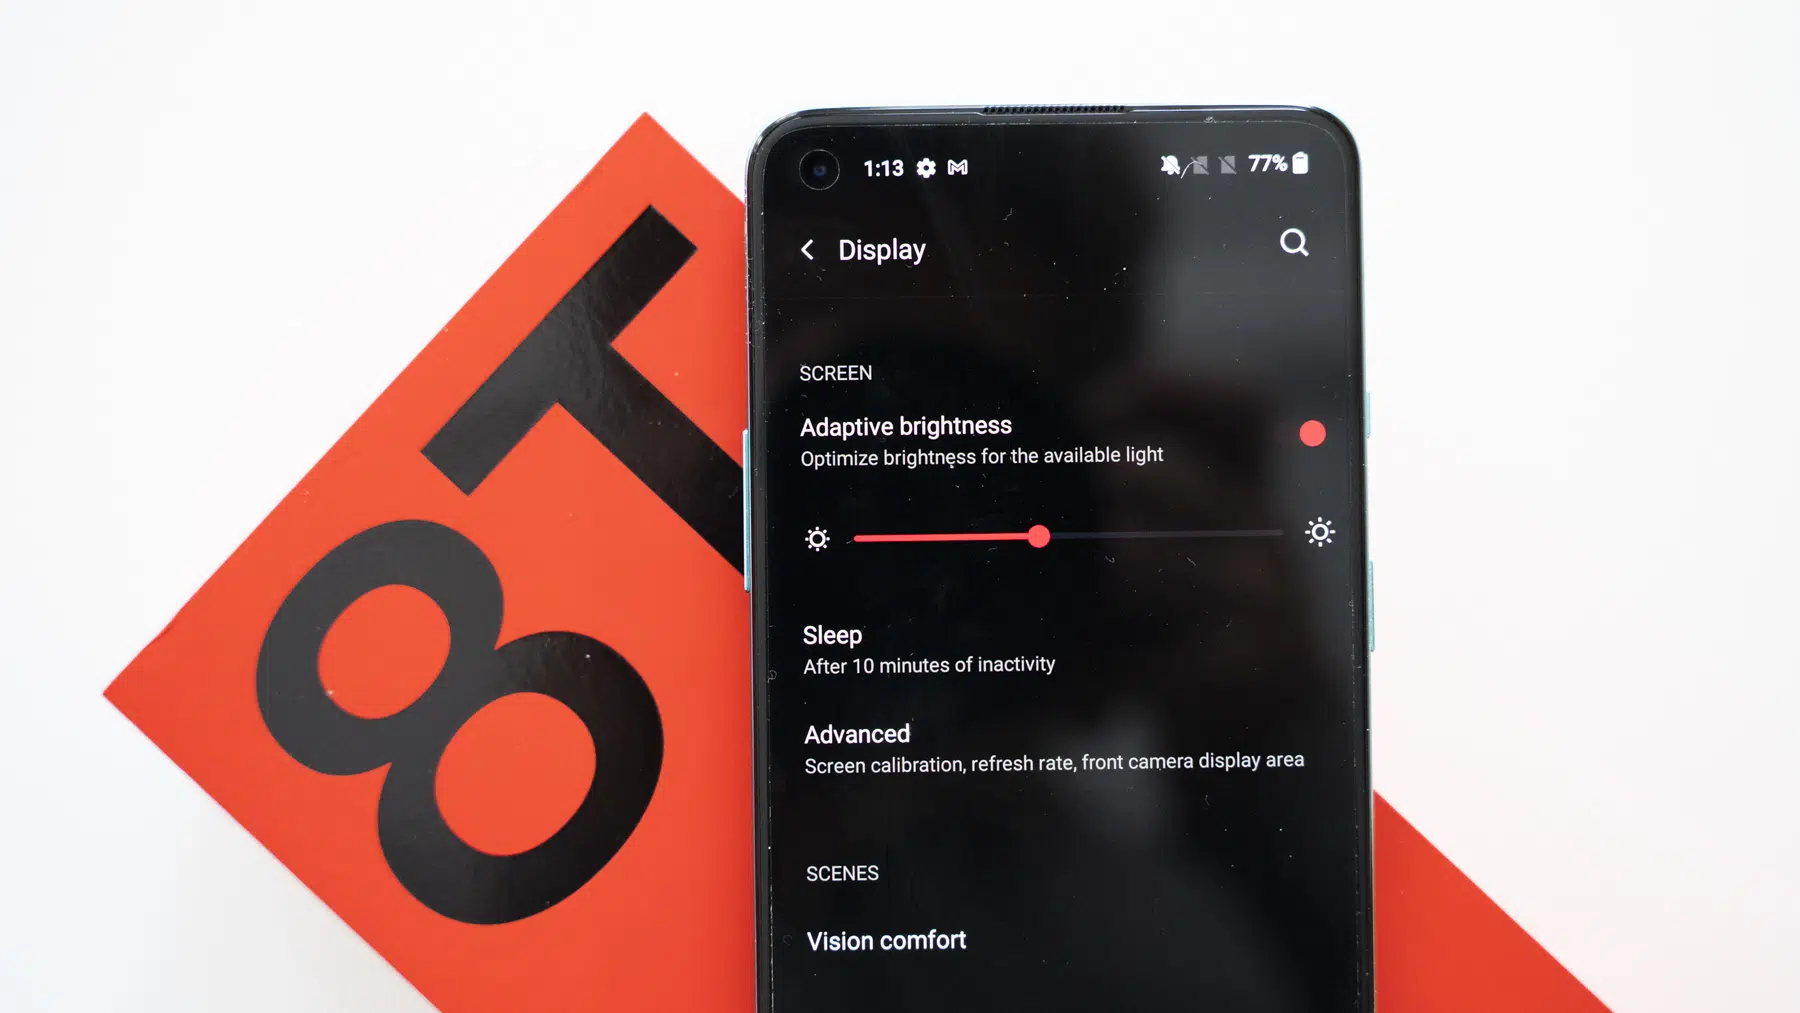 8T
1:13
77%
Display
SCREEN
Adaptive brightness
Optimize brightness for the available light
Sleep
After 10 minutes of inactivity
Advanced
Screen calibration, refresh rate, front camera display area
SCENES
Vision comfort